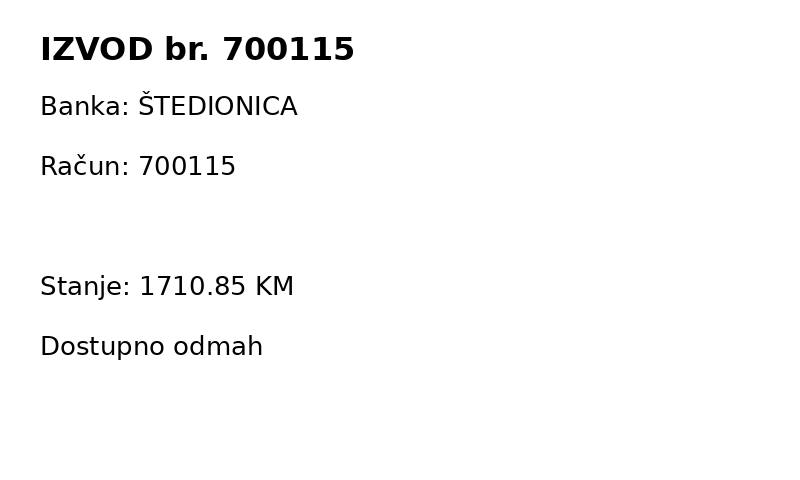 IZVOD br. 700115
Banka: ŠTEDIONICA
Račun: 700115
Stanje: 1710.85 KM
Dostupno odmah